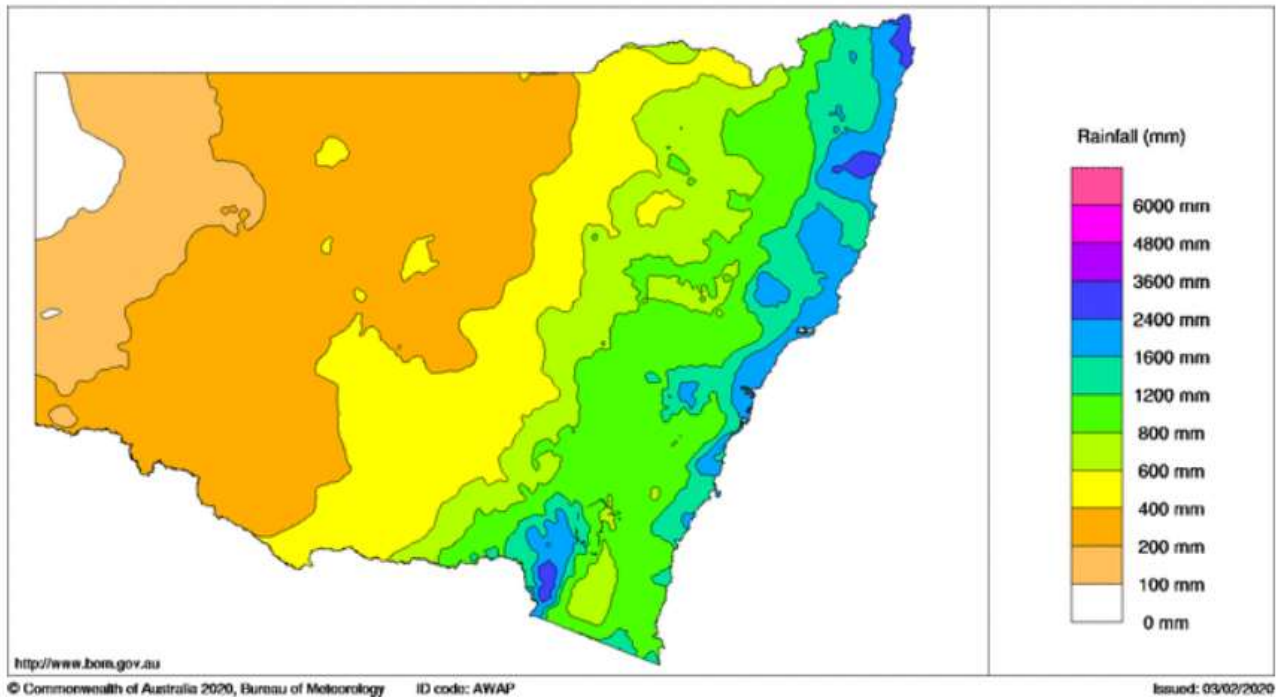 Rainfall (mm)
6000 mm
4800 mm
3600 mm
2400 mm
1600 mm
1200 mm
800 mm
600 mm
400 mm
200 mm
100 mm
0 mm
http://www.bom.gov.au
© Commonwealth of Australia 2020, Bureau of Meteorology ID code: AWAP Issued: 03/02/2020